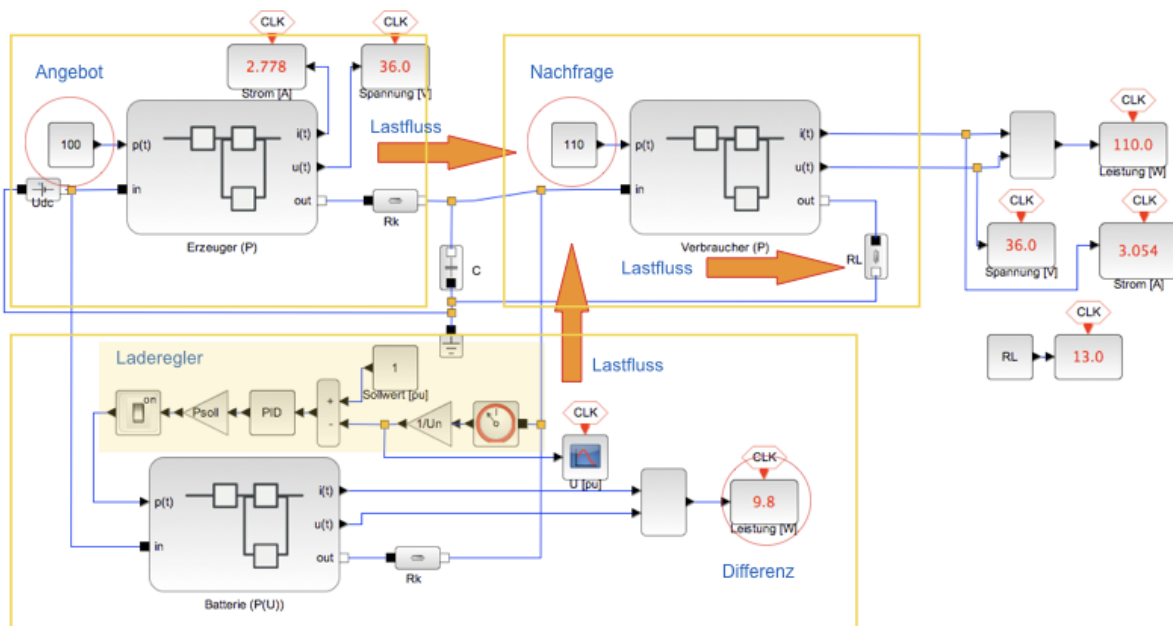 CLK
CLK
Angebot
2.778
Strom [A]
36.0
Spannung [V]
Nachfrage
CLK
100
p(t)
i(t)
u(t)
in
out
Udc
Erzeuger (P)
Lastfluss
Rk
C
110
p(t)
i(t)
u(t)
in
out
Verbraucher (P)
Lastfluss
RL
110.0
Leistung [W]
CLK
CLK
36.0
Spannung [V]
3.054
Strom [A]
CLK
RL
13.0
Laderegler
Lastfluss
1
Sollwert [pu]
on
Psoll
PID
+
-
1/Un
CLK
U [pu]
p(t)
i(t)
u(t)
in
out
Batterie (P(U))
Rk
CLK
9.8
Leistung [W]
Differenz